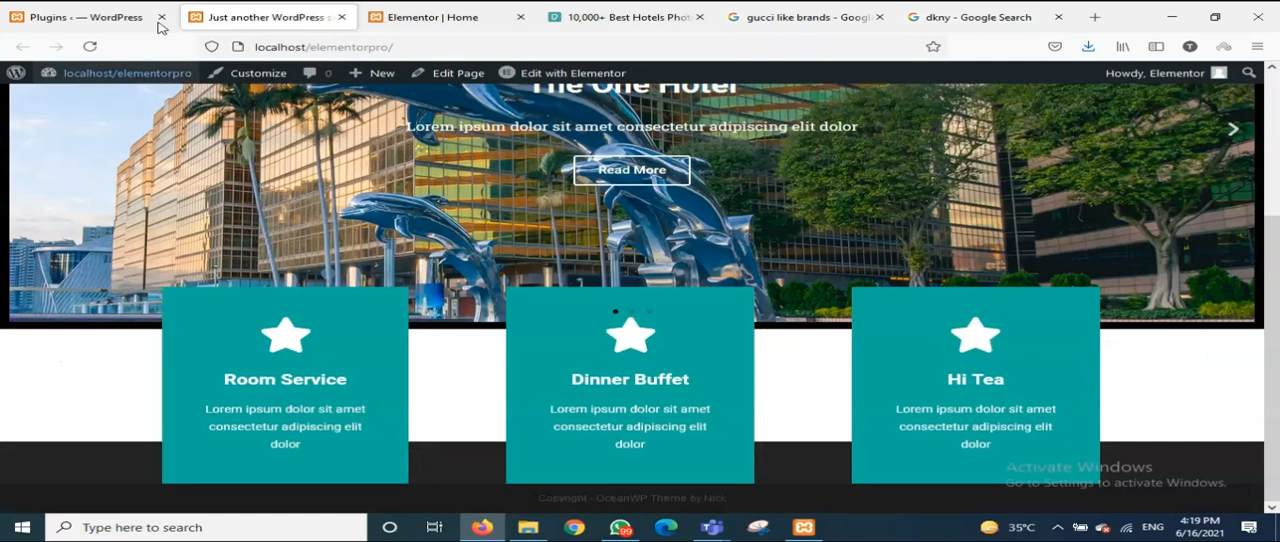 Plugins ‹ — WordPress
Just another WordPress s
Elementor | Home
10,000+ Best Hotels Phot
gucci like brands - Googl
dkny - Google Search
localhost/elementorpro/
localhost/elementorpro
Customize
0
New
Edit Page
Edit with Elementor
Howdy, Elementor
The One Hotel
Lorem ipsum dolor sit amet consectetur adipiscing elit dolor
Read More
Room Service
Dinner Buffet
Hi Tea
Lorem ipsum dolor sit amet
consectetur adipiscing elit
dolor
Lorem ipsum dolor sit amet
consectetur adipiscing elit
dolor
Lorem ipsum dolor sit amet
consectetur adipiscing elit
dolor
Activate Windows
Go to Settings to activate Windows.
Copyright - OceanWP Theme by Nick
Type here to search
99
35°C
ENG
4:19 PM
6/16/2021